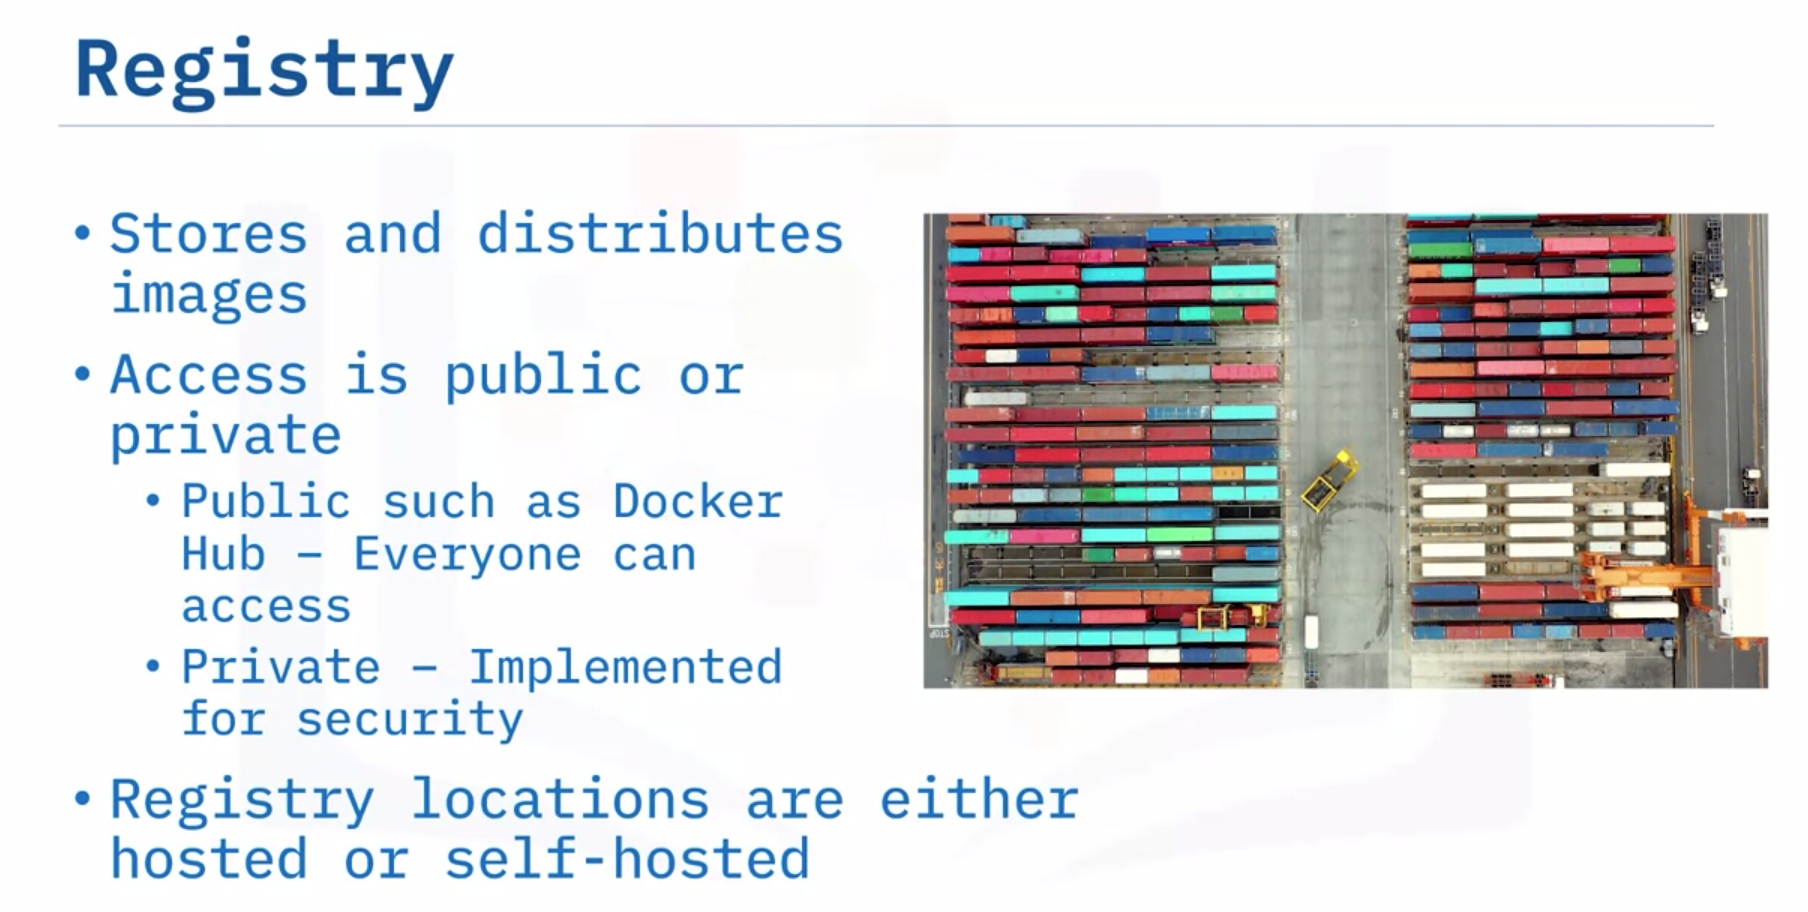 Registry
• Stores and distributes
images
• Access is public or
private
• Public such as Docker
Hub – Everyone can
access
• Private – Implemented
for security
• Registry locations are either
hosted or self-hosted